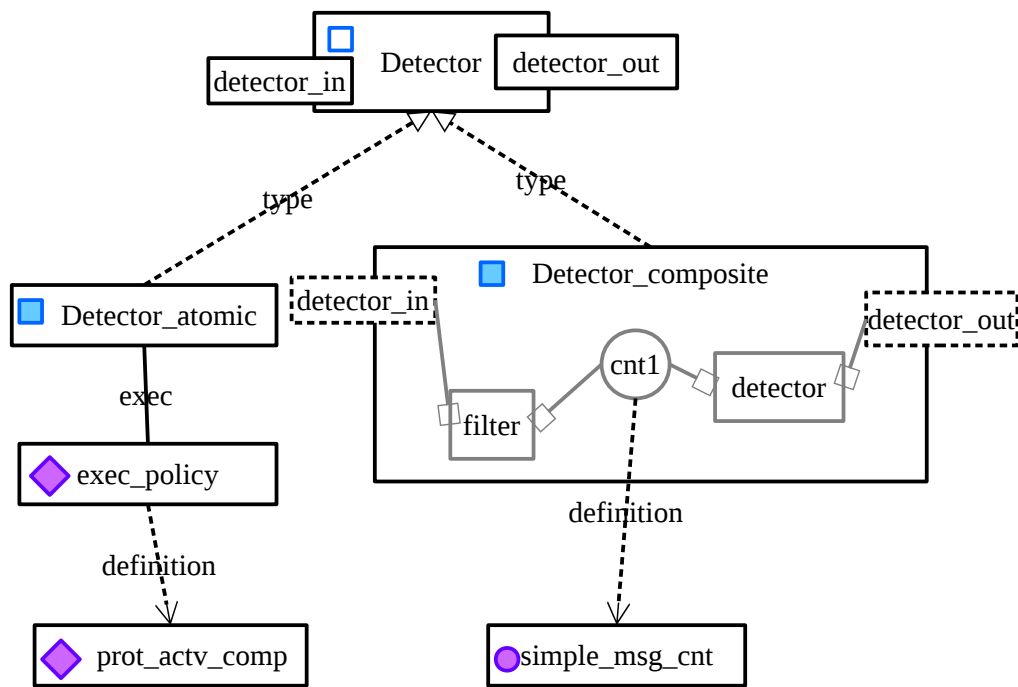 Detector
detector_in
detector_out
type
type
Detector_composite
detector_in
Detector_atomic
detector_out
cnt1
detector
exec
filter
exec_policy
definition
definition
prot_actv_comp
simple_msg_cnt